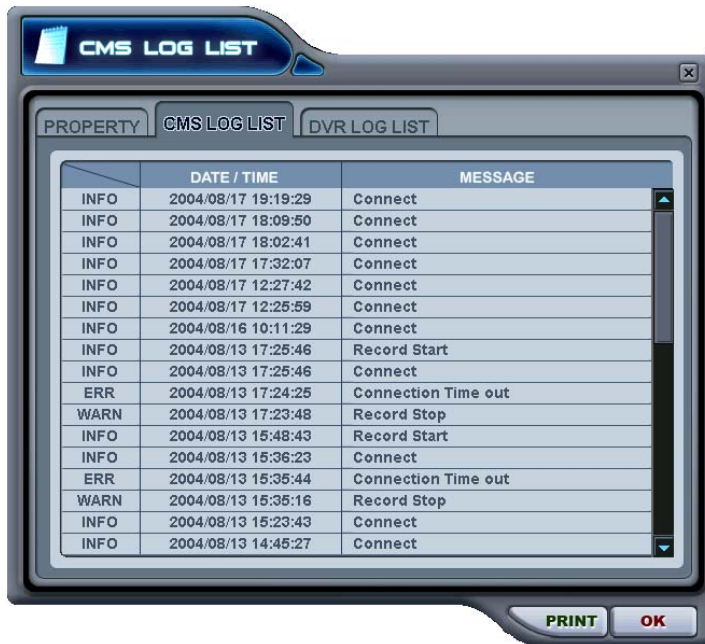 CMS LOG LIST
PROPERTY CMS LOG LIST DVR LOG LIST
DATE / TIME MESSAGE
INFO 2004/08/17 19:19:29 Connect
INFO 2004/08/17 18:09:50 Connect
INFO 2004/08/17 18:02:41 Connect
INFO 2004/08/17 17:32:07 Connect
INFO 2004/08/17 12:27:42 Connect
INFO 2004/08/17 12:25:59 Connect
INFO 2004/08/16 10:11:29 Connect
INFO 2004/08/13 17:25:46 Record Start
INFO 2004/08/13 17:25:46 Connect
ERR 2004/08/13 17:24:25 Connection Time out
WARN 2004/08/13 17:23:48 Record Stop
INFO 2004/08/13 15:48:43 Record Start
INFO 2004/08/13 15:36:23 Connect
ERR 2004/08/13 15:35:44 Connection Time out
WARN 2004/08/13 15:35:16 Record Stop
INFO 2004/08/13 15:23:43 Connect
INFO 2004/08/13 14:45:27 Connect
PRINT OK